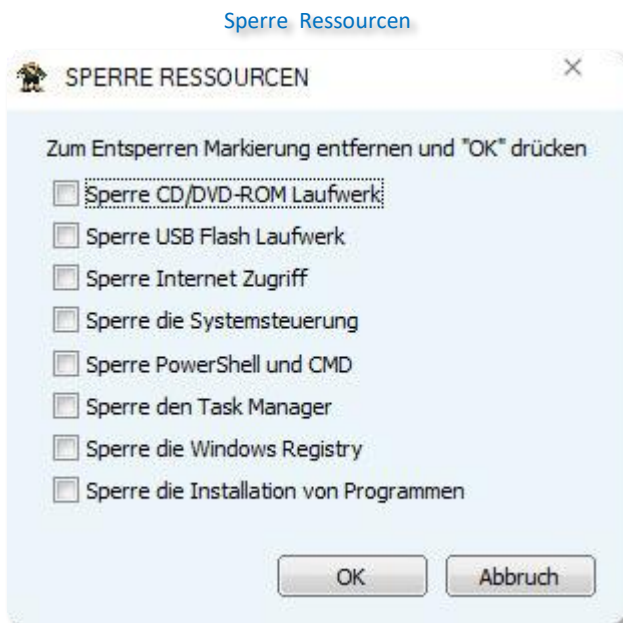 Sperre Ressourcen
SPERRE RESSOURCEN
Zum Entsperren Markierung entfernen und "OK" drücken
Sperre CD/DVD-ROM Laufwerk
Sperre USB Flash Laufwerk
Sperre Internet Zugriff
Sperre die Systemsteuerung
Sperre PowerShell und CMD
Sperre den Task Manager
Sperre die Windows Registry
Sperre die Installation von Programmen
OK Abbruch